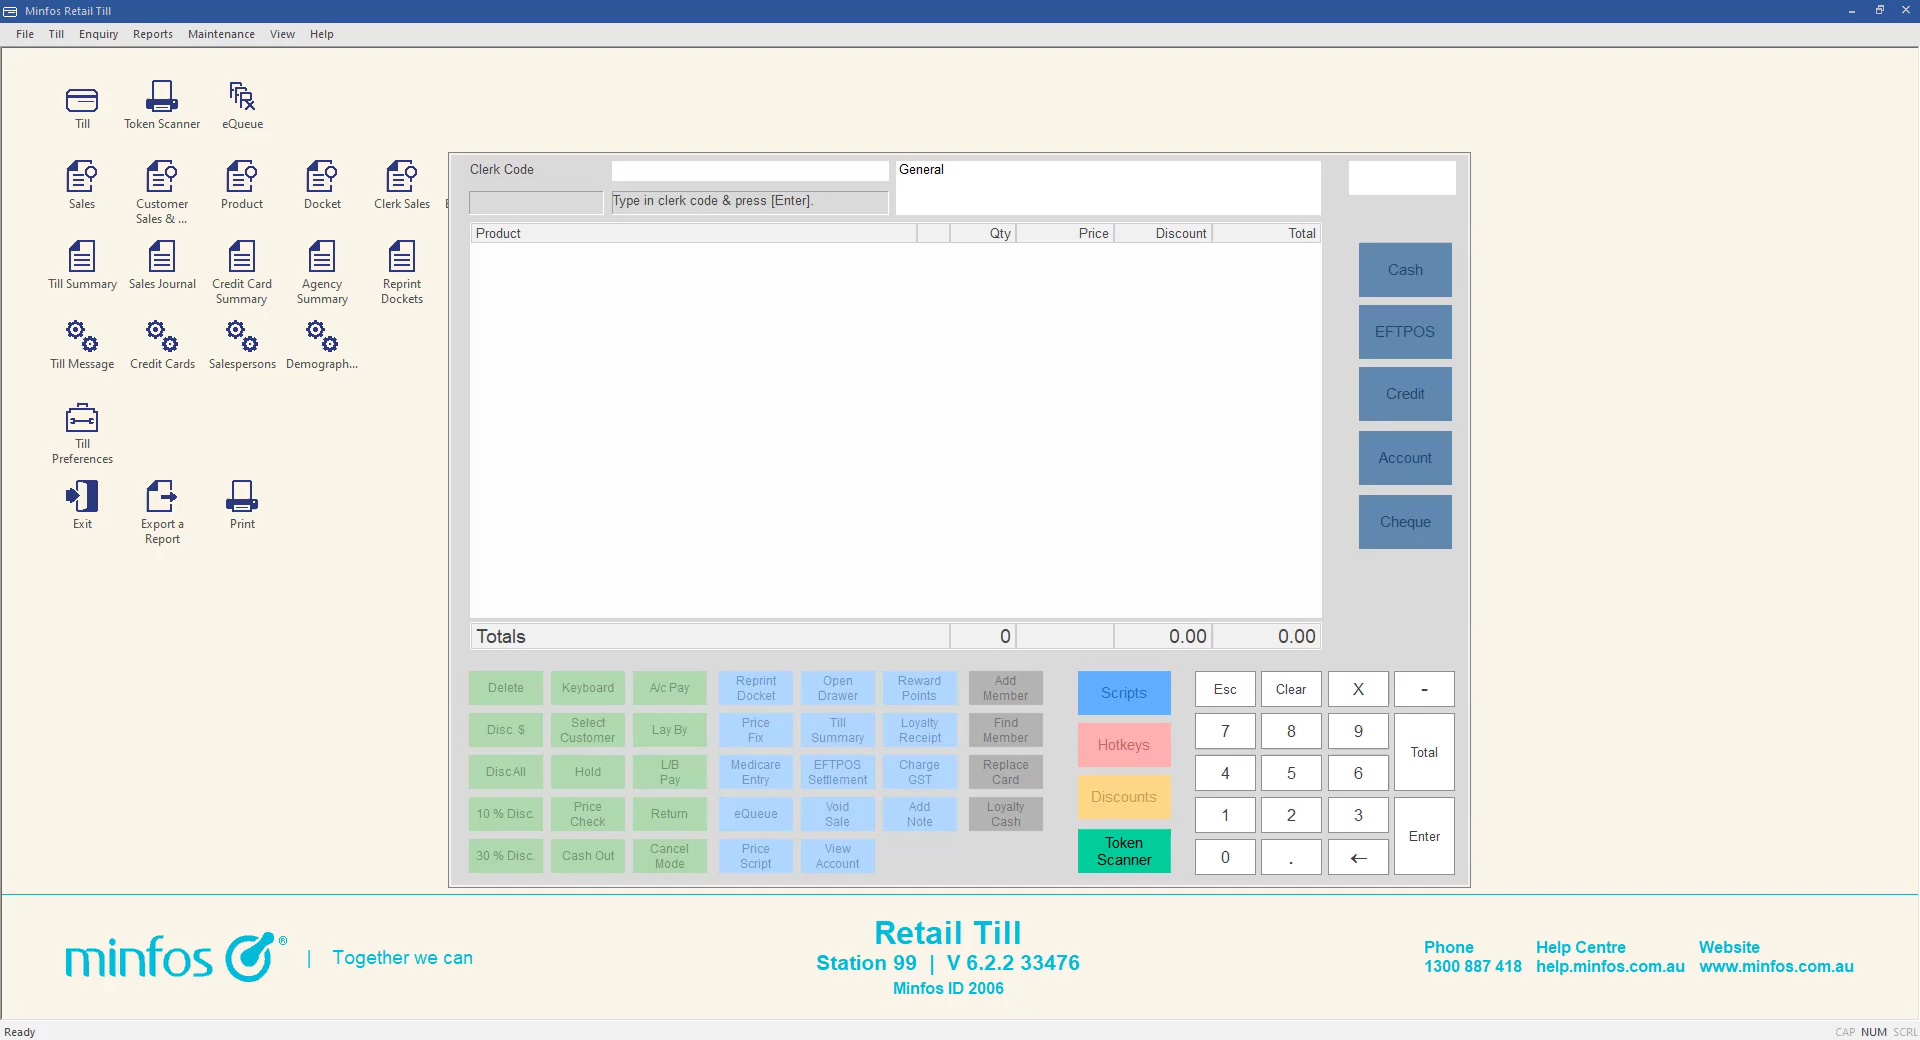 Minfos Retail Till
File Till Enquiry Reports Maintenance View Help
Till Token Scanner eQueue
Sales Customer Sales & ... Product Docket Clerk Sales
Till Summary Sales Journal Credit Card Summary Agency Summary Reprint Dockets
Till Message Credit Cards Salespersons Demograph...
Till Preferences
Exit Export a Report Print
Clerk Code General
Type in clerk code & press [Enter].
Product Qty Price Discount Total
Cash
EFTPOS
Credit
Account
Cheque
Totals 0 0.00 0.00
Delete Keyboard A/c Pay Reprint Docket Open Drawer Reward Points Add Member Scripts Esc Clear X -
Disc. $ Select Customer Lay By Price Fix Till Summary Loyalty Receipt Find Member Hotkeys 7 8 9 Total
DiscAll Hold L/B Pay Medicare Entry EFTPOS Settlement Charge GST Replace Card Discounts 4 5 6
10 % Disc. Price Check Return eQueue Void Sale Add Note Loyalty Cash 1 2 3 Enter
30 % Disc. Cash Out Cancel Mode Price Script View Account Token Scanner 0 . ←
minfos ® | Together we can
Retail Till
Station 99 | V 6.2.2 33476
Minfos ID 2006
Phone Help Centre Website
1300 887 418 help.minfos.com.au www.minfos.com.au
Ready CAP NUM SCRL